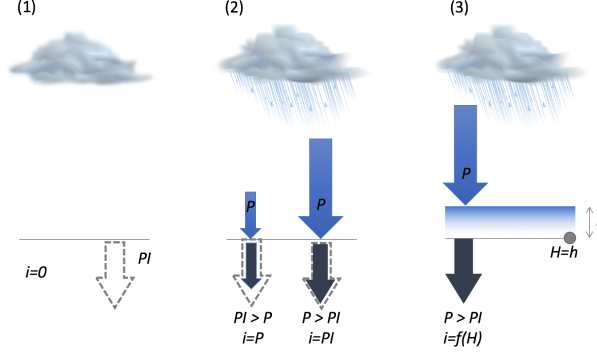 (1)
(2)
(3)
P
P
P
PI
i=0
H=h
PI > P
i=P
P > PI
i=PI
P > PI
i=f(H)